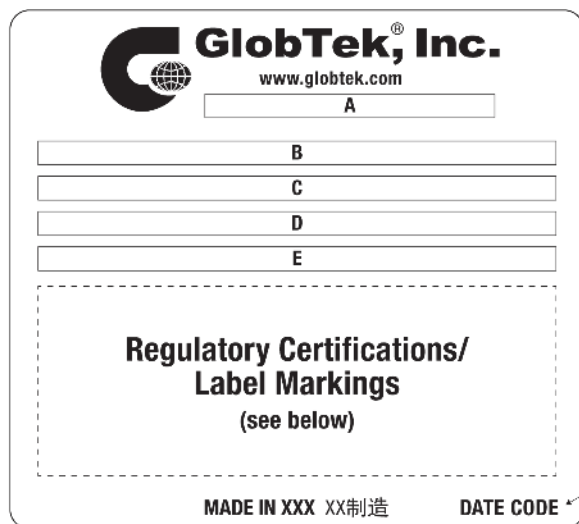 GlobTek,® Inc.
www.globtek.com
A
B
C
D
E
Regulatory Certifications/
Label Markings
(see below)
MADE IN XXX XX制造 DATE CODE